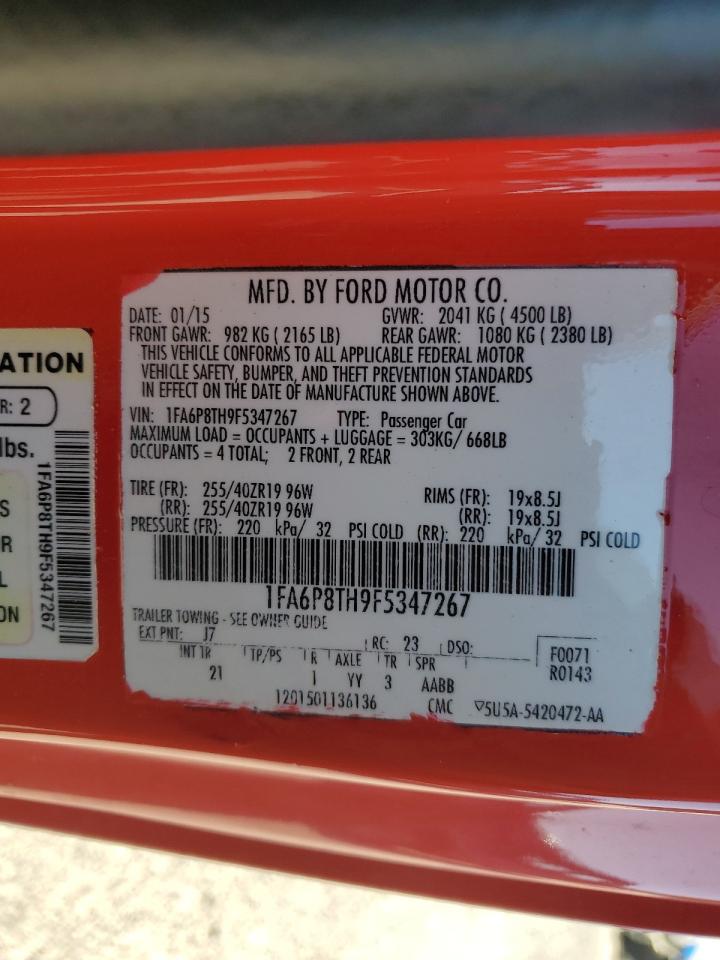 MFD. BY FORD MOTOR CO.
DATE: 01/15 GVWR: 2041 KG ( 4500 LB)
FRONT GAWR: 982 KG ( 2165 LB) REAR GAWR: 1080 KG ( 2380 LB)
THIS VEHICLE CONFORMS TO ALL APPLICABLE FEDERAL MOTOR
VEHICLE SAFETY, BUMPER, AND THEFT PREVENTION STANDARDS
IN EFFECT ON THE DATE OF MANUFACTURE SHOWN ABOVE.
VIN: 1FA6P8TH9F5347267 TYPE: Passenger Car
MAXIMUM LOAD = OCCUPANTS + LUGGAGE = 303KG/ 668LB
OCCUPANTS = 4 TOTAL; 2 FRONT, 2 REAR
TIRE (FR): 255/40ZR19 96W RIMS (FR): 19x8.5J
(RR): 255/40ZR19 96W (RR): 19x8.5J
PRESSURE (FR): 220 kPa/ 32 PSI COLD (RR): 220 kPa/ 32 PSI COLD
1FA6P8TH9F5347267
TRAILER TOWING - SEE OWNER GUIDE
EXT PNT: J7 RC: 23 DSO: F0071
INT TR TP/PS R AXLE TR SPR R0143
21 1 YY 3 AABB
1201501136136 CMC ▽5U5A-5420472-AA
ATION
R: 2
lbs.
S
R
L
ON
1FA6P8TH9F5347267